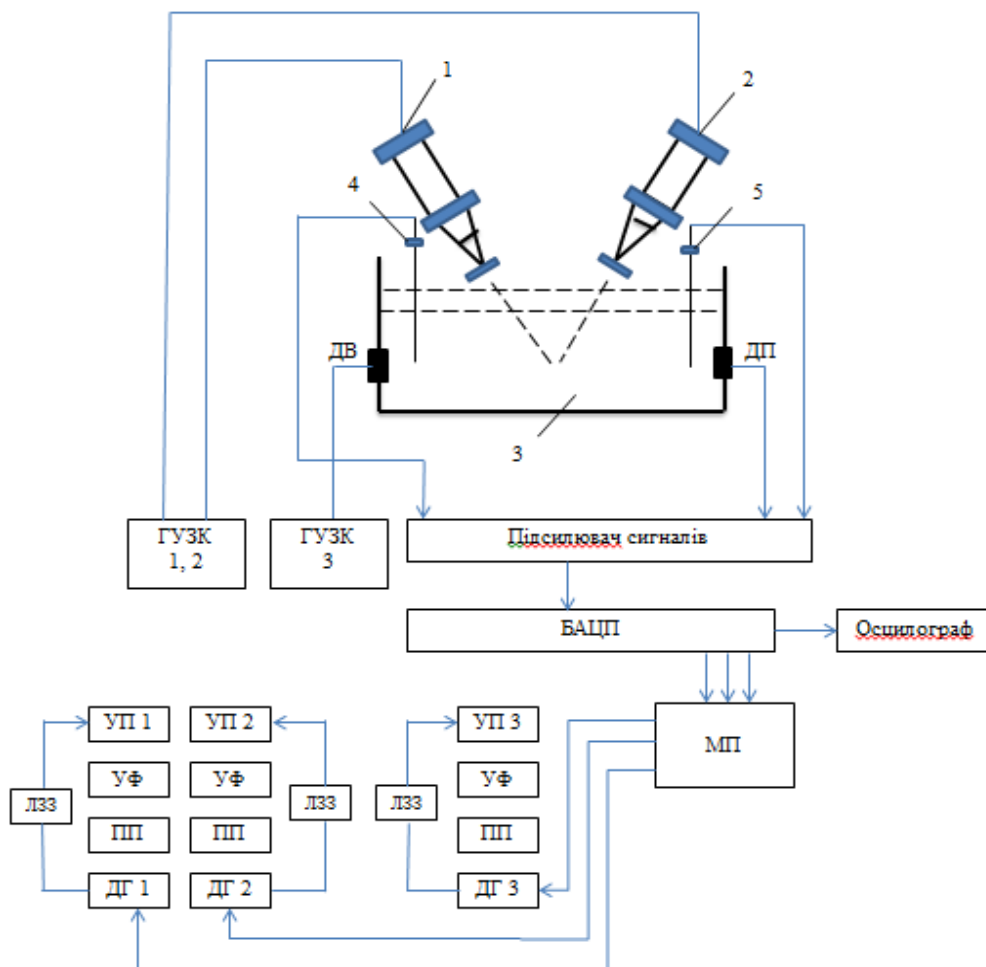 1
2
4
5
ДВ
ДП
3
ГУЗК
1, 2
ГУЗК
3
Підсилювач сигналів
БАЦП
Осцилограф
УП 1
УП 2
УП 3
МП
УФ
УФ
УФ
ЛЗЗ
ЛЗЗ
ЛЗЗ
ПП
ПП
ПП
ДГ 1
ДГ 2
ДГ 3